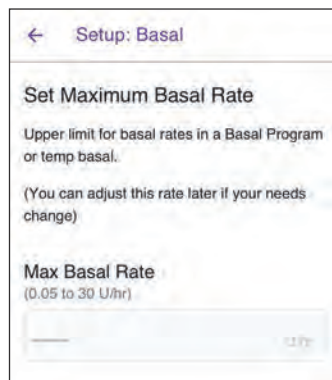 ← Setup: Basal
Set Maximum Basal Rate
Upper limit for basal rates in a Basal Program
or temp basal.
(You can adjust this rate later if your needs
change)
Max Basal Rate
(0.05 to 30 U/hr)
U/hr